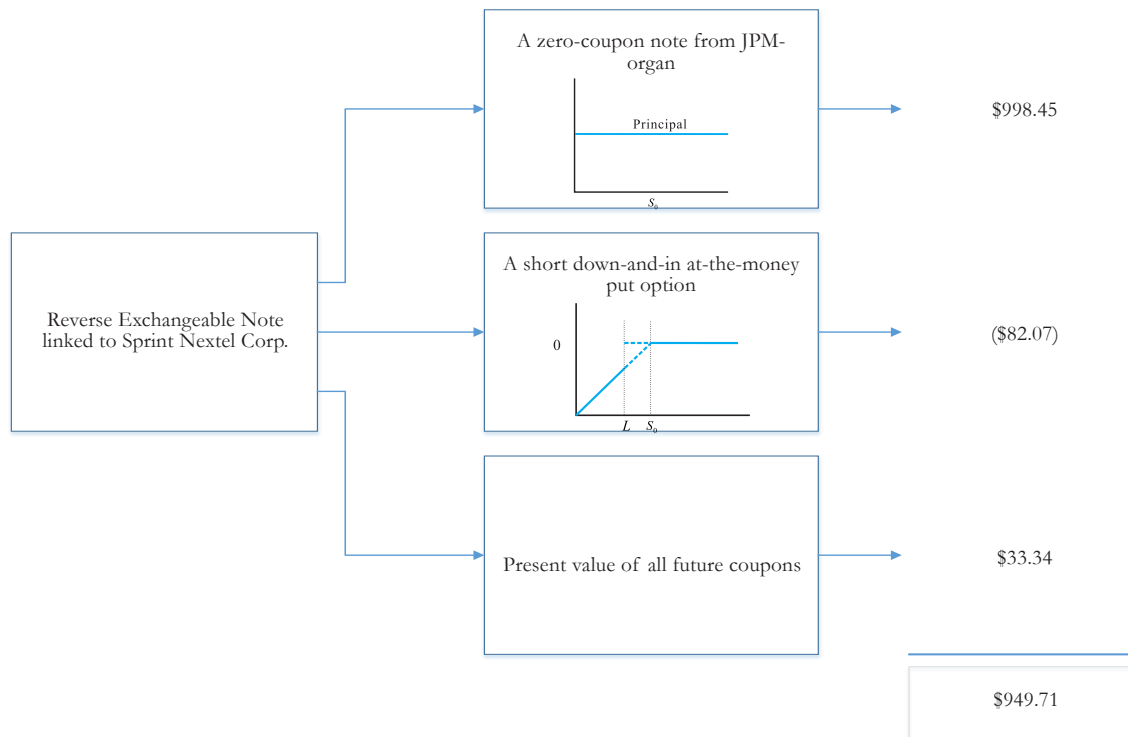 A zero-coupon note from JPM-
organ
Principal
S₀
$998.45
Reverse Exchangeable Note
linked to Sprint Nextel Corp.
A short down-and-in at-the-money
put option
0
L S₀
($82.07)
Present value of all future coupons
$33.34
$949.71